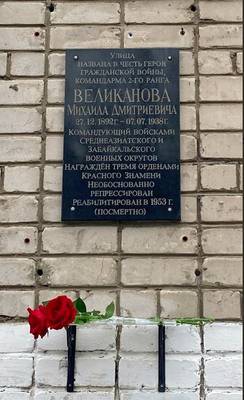 УЛИЦА
НАЗВАНА В ЧЕСТЬ ГЕРОЯ
ГРАЖДАНСКОЙ ВОЙНЫ,
КОМАНДАРМА 2-ГО РАНГА
ВЕЛИКАНОВА
МИХАИЛА ДМИТРИЕВИЧА
27.12.1892г. - 07.07.1938г.
КОМАНДУЮЩИЙ ВОЙСКАМИ
СРЕДНЕАЗИАТСКОГО И
ЗАБАЙКАЛЬСКОГО
ВОЕННЫХ ОКРУГОВ
НАГРАЖДЁН ТРЕМЯ ОРДЕНАМИ
КРАСНОГО ЗНАМЕНИ
НЕОБОСНОВАННО
РЕПРЕССИРОВАН
РЕАБИЛИТИРОВАН В 1953 г.
(ПОСМЕРТНО)